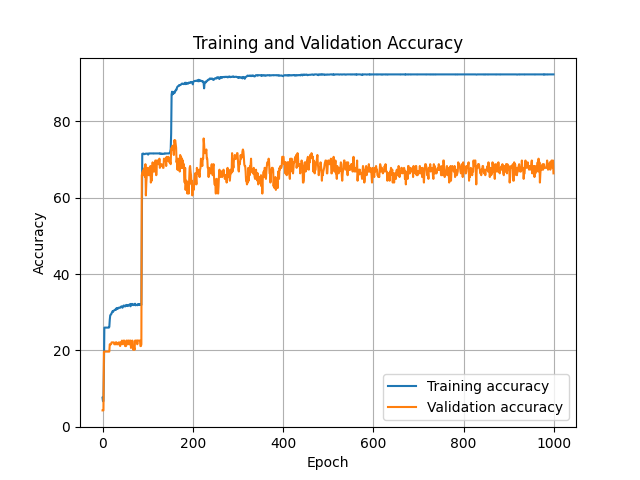 Training and Validation Accuracy
Accuracy
80
60
40
20
0
0 200 400 600 800 1000
Epoch
Training accuracy
Validation accuracy